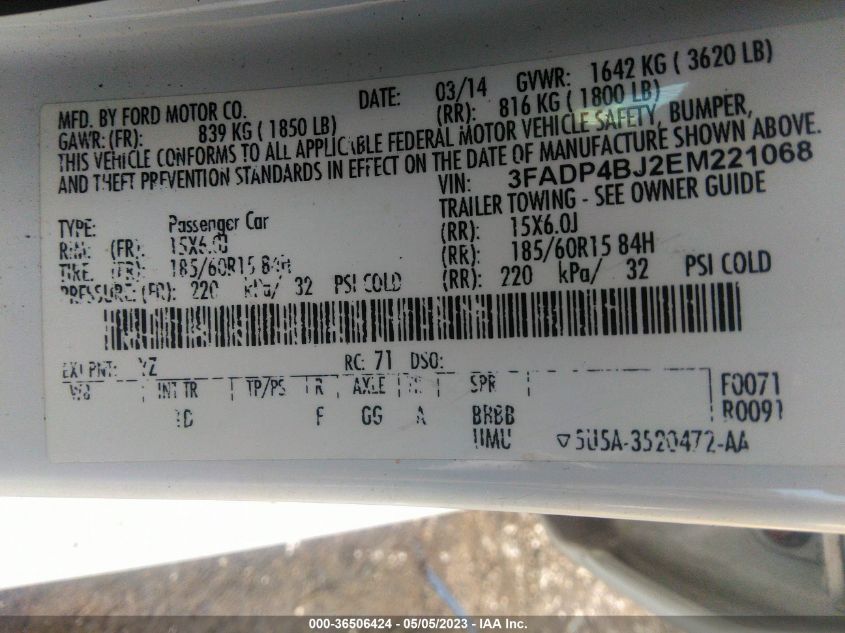 MFD. BY FORD MOTOR CO. DATE: 03/14 GVWR: 1642 KG ( 3620 LB)
GAWR: (FR): 839 KG ( 1850 LB) (RR): 816 KG ( 1800 LB)
THIS VEHICLE CONFORMS TO ALL APPLICABLE FEDERAL MOTOR VEHICLE SAFETY, BUMPER,
AND THEFT PREVENTION STANDARDS IN EFFECT ON THE DATE OF MANUFACTURE SHOWN ABOVE.
VIN: 3FADP4BJ2EM221068
TYPE: Passenger Car TRAILER TOWING - SEE OWNER GUIDE
RIM: (FR): 15X6.0J (RR): 15X6.0J
TIRE: (FR): 185/60R15 84H (RR): 185/60R15 84H
PRESSURE: (FR): 220 kPa/ 32 PSI COLD (RR): 220 kPa/ 32 PSI COLD
EXT PNT: YZ RC: 71 DSO:
WB INT TR TP/PS R AXLE SPR F0071
F GG A BRBB R0091
UMU 5U5A-3520472-AA
000-36506424 - 05/05/2023 - IAA Inc.